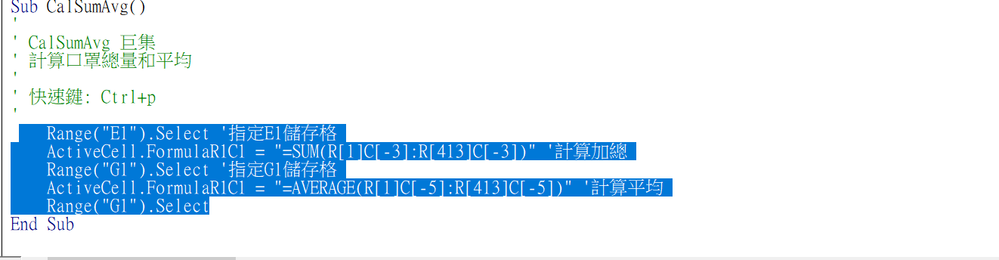 Sub CalSumAvg()
'
' CalSumAvg 巨集
' 計算口罩總量和平均
'
' 快速鍵: Ctrl+p
'
Range("E1").Select '指定E1儲存格
ActiveCell.FormulaR1C1 = "=SUM(R[1]C[-3]:R[413]C[-3])" '計算加總
Range("G1").Select '指定G1儲存格
ActiveCell.FormulaR1C1 = "=AVERAGE(R[1]C[-5]:R[413]C[-5])" '計算平均
Range("G1").Select
End Sub